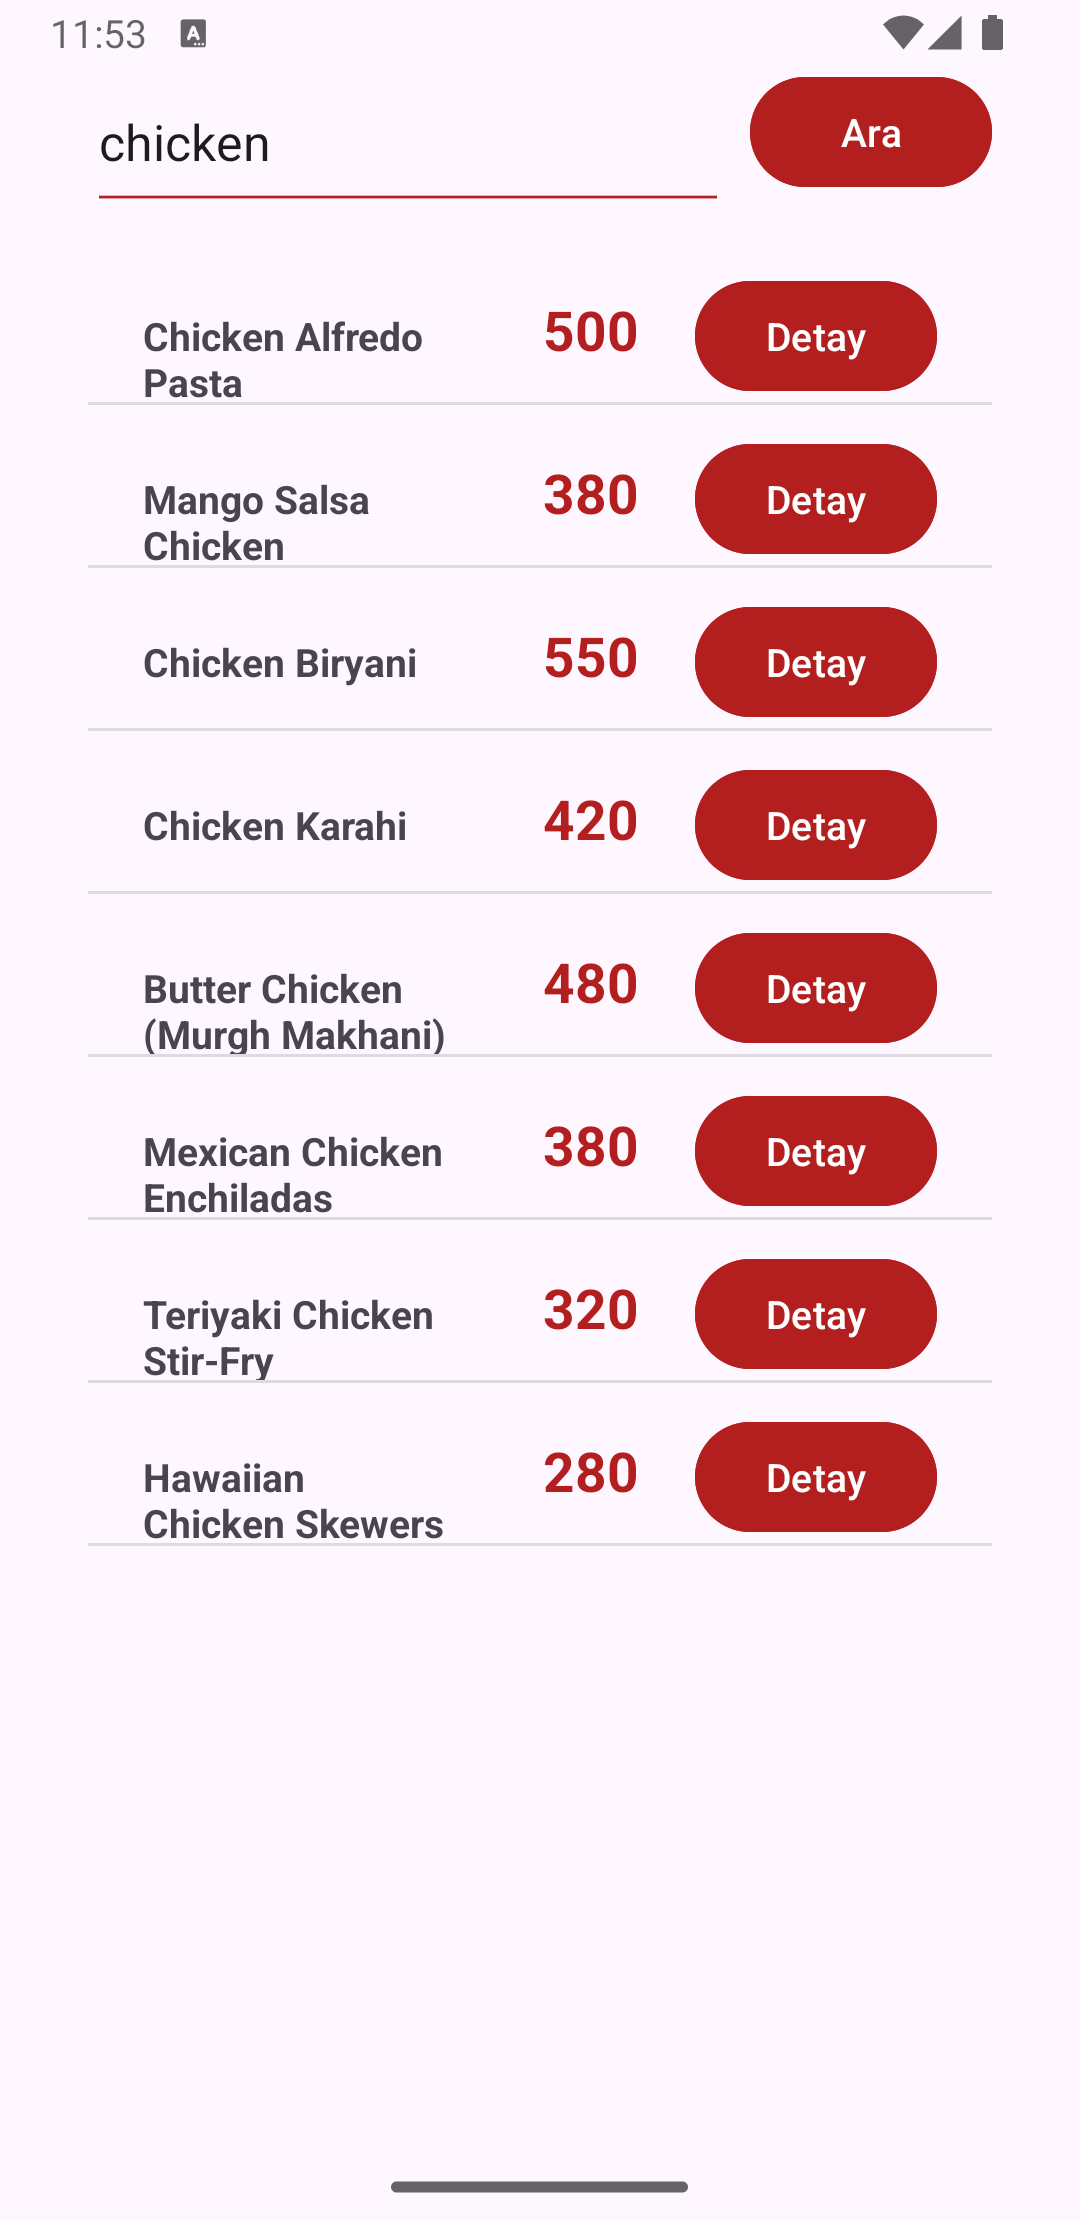 11:53
chicken
Ara
Chicken Alfredo
Pasta
500
Detay
Mango Salsa
Chicken
380
Detay
Chicken Biryani
550
Detay
Chicken Karahi
420
Detay
Butter Chicken
(Murgh Makhani)
480
Detay
Mexican Chicken
Enchiladas
380
Detay
Teriyaki Chicken
Stir-Fry
320
Detay
Hawaiian
Chicken Skewers
280
Detay